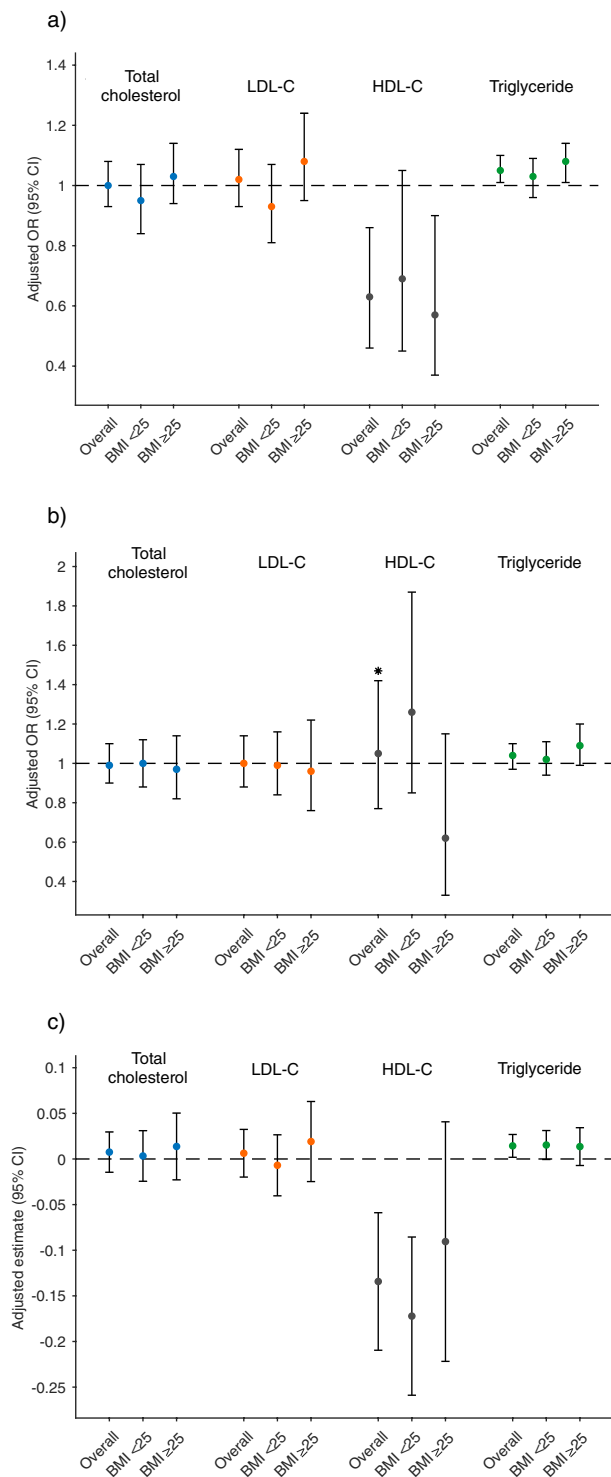 a)
Total
cholesterol
LDL-C
HDL-C
Triglyceride
Adjusted OR (95% CI)
1.4
1.2
1
0.8
0.6
0.4
Overall
BMI <25
BMI ≥25
Overall
BMI <25
BMI ≥25
Overall
BMI <25
BMI ≥25
Overall
BMI <25
BMI ≥25
b)
Total
cholesterol
LDL-C
HDL-C
Triglyceride
Adjusted OR (95% CI)
2
1.8
1.6
1.4
1.2
1
0.8
0.6
0.4
*
Overall
BMI <25
BMI ≥25
Overall
BMI <25
BMI ≥25
Overall
BMI <25
BMI ≥25
Overall
BMI <25
BMI ≥25
c)
Total
cholesterol
LDL-C
HDL-C
Triglyceride
Adjusted estimate (95% CI)
0.1
0.05
0
-0.05
-0.1
-0.15
-0.2
-0.25
Overall
BMI <25
BMI ≥25
Overall
BMI <25
BMI ≥25
Overall
BMI <25
BMI ≥25
Overall
BMI <25
BMI ≥25